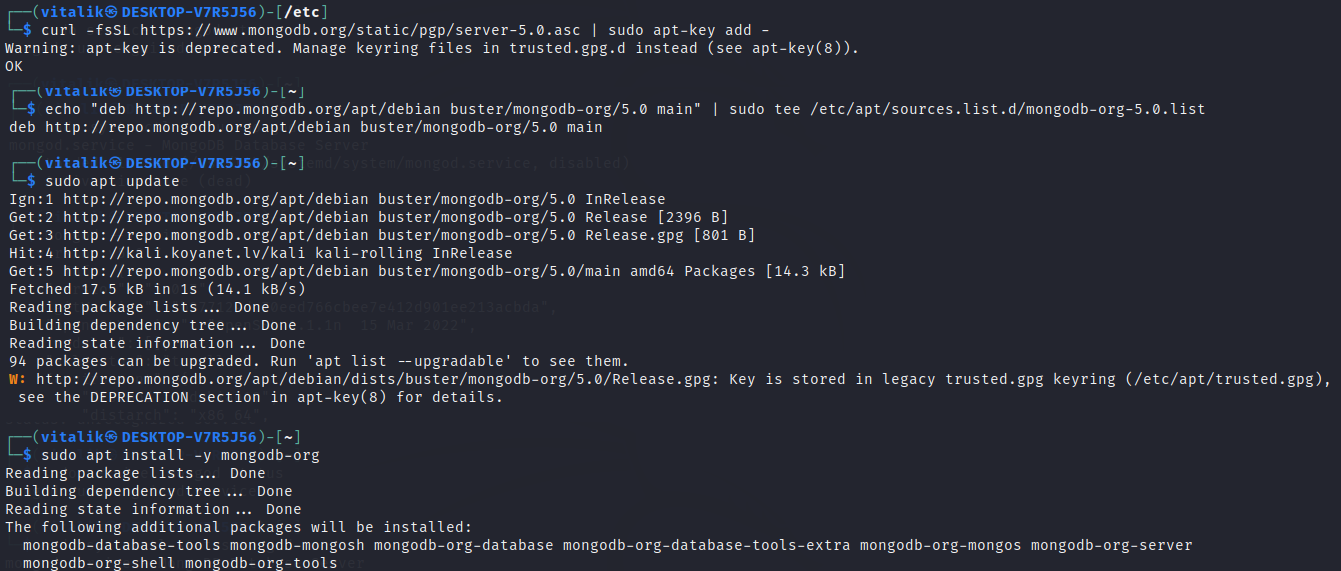 ┌──(vitalik㉿DESKTOP-V7R5J56)-[/etc]
└─$ curl -fsSL https://www.mongodb.org/static/pgp/server-5.0.asc | sudo apt-key add -
Warning: apt-key is deprecated. Manage keyring files in trusted.gpg.d instead (see apt-key(8)).
OK
┌──(vitalik㉿DESKTOP-V7R5J56)-[~]
└─$ echo "deb http://repo.mongodb.org/apt/debian buster/mongodb-org/5.0 main" | sudo tee /etc/apt/sources.list.d/mongodb-org-5.0.list
deb http://repo.mongodb.org/apt/debian buster/mongodb-org/5.0 main
┌──(vitalik㉿DESKTOP-V7R5J56)-[~]
└─$ sudo apt update
Ign:1 http://repo.mongodb.org/apt/debian buster/mongodb-org/5.0 InRelease
Get:2 http://repo.mongodb.org/apt/debian buster/mongodb-org/5.0 Release [2396 B]
Get:3 http://repo.mongodb.org/apt/debian buster/mongodb-org/5.0 Release.gpg [801 B]
Hit:4 http://kali.koyanet.lv/kali kali-rolling InRelease
Get:5 http://repo.mongodb.org/apt/debian buster/mongodb-org/5.0/main amd64 Packages [14.3 kB]
Fetched 17.5 kB in 1s (14.1 kB/s)
Reading package lists... Done
Building dependency tree... Done
Reading state information... Done
94 packages can be upgraded. Run 'apt list --upgradable' to see them.
W: http://repo.mongodb.org/apt/debian/dists/buster/mongodb-org/5.0/Release.gpg: Key is stored in legacy trusted.gpg keyring (/etc/apt/trusted.gpg),
see the DEPRECATION section in apt-key(8) for details.
┌──(vitalik㉿DESKTOP-V7R5J56)-[~]
└─$ sudo apt install -y mongodb-org
Reading package lists... Done
Building dependency tree... Done
Reading state information... Done
The following additional packages will be installed:
mongodb-database-tools mongodb-mongosh mongodb-org-database mongodb-org-database-tools-extra mongodb-org-mongos mongodb-org-server
mongodb-org-shell mongodb-org-tools